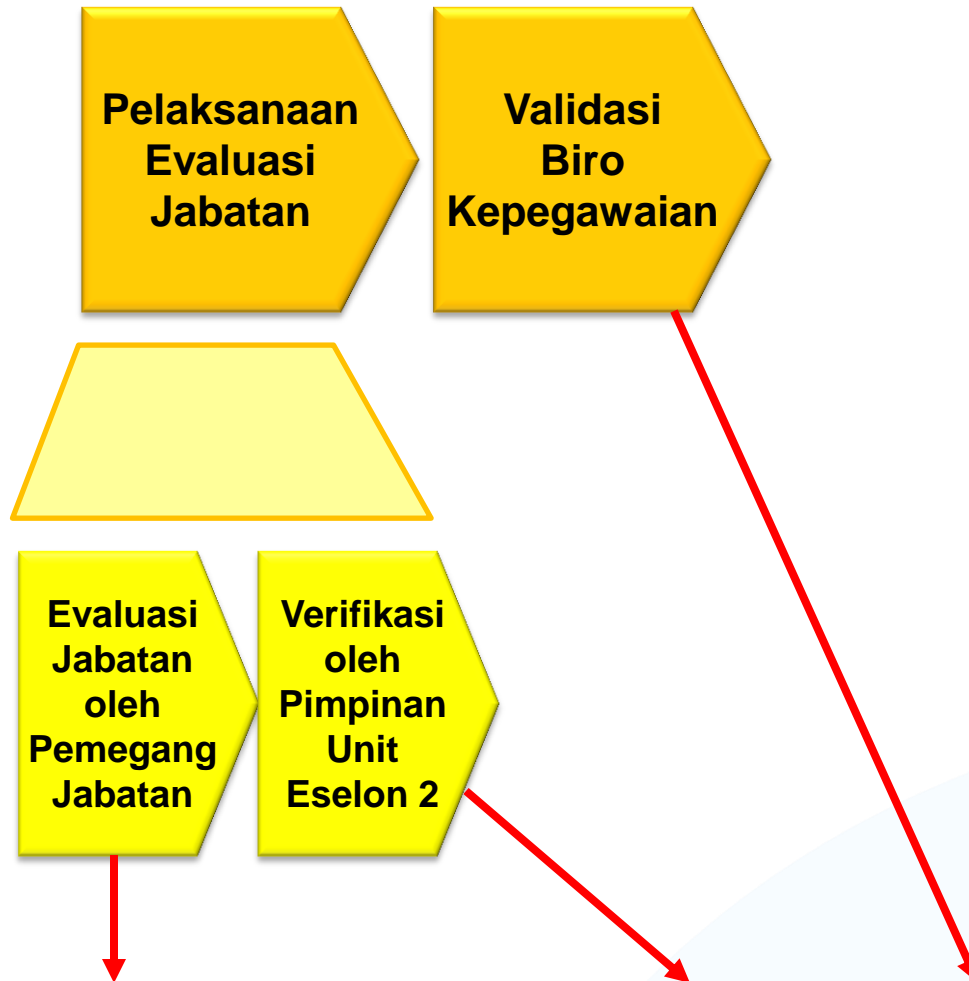 Pelaksanaan
Evaluasi
Jabatan
Validasi
Biro
Kepegawaian
Evaluasi
Jabatan
oleh
Pemegang
Jabatan
Verifikasi
oleh
Pimpinan
Unit
Eselon 2